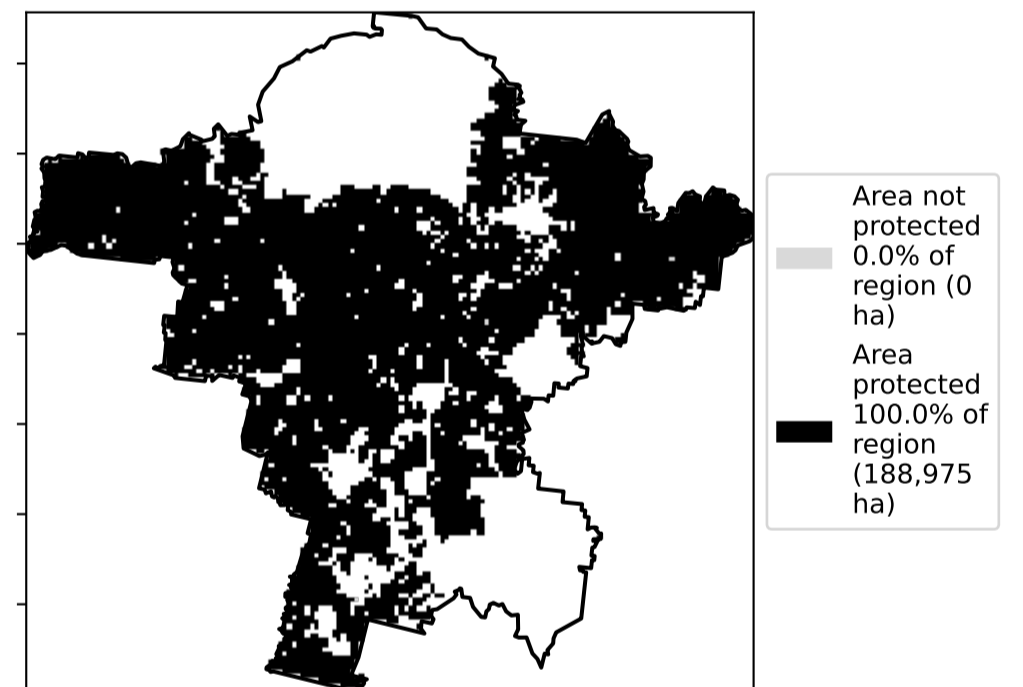 Area not
protected
0.0% of
region (0
ha)
Area
protected
100.0% of
region
(188,975
ha)